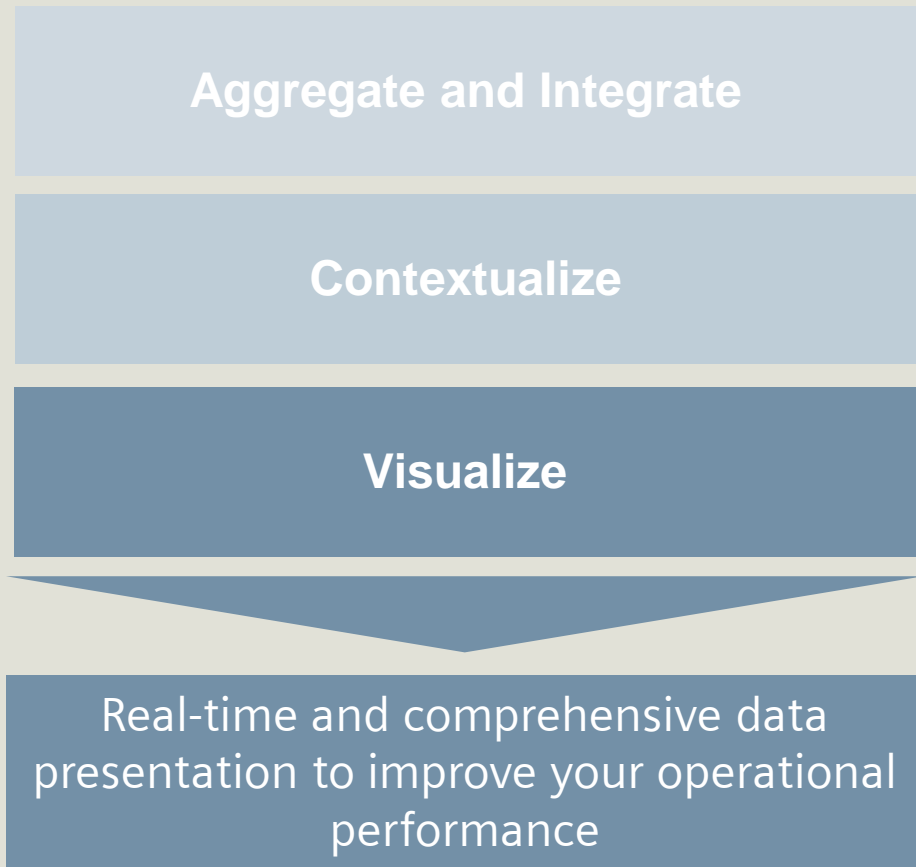 Aggregate and Integrate
Contextualize
Visualize
Real-time and comprehensive data
presentation to improve your operational
performance